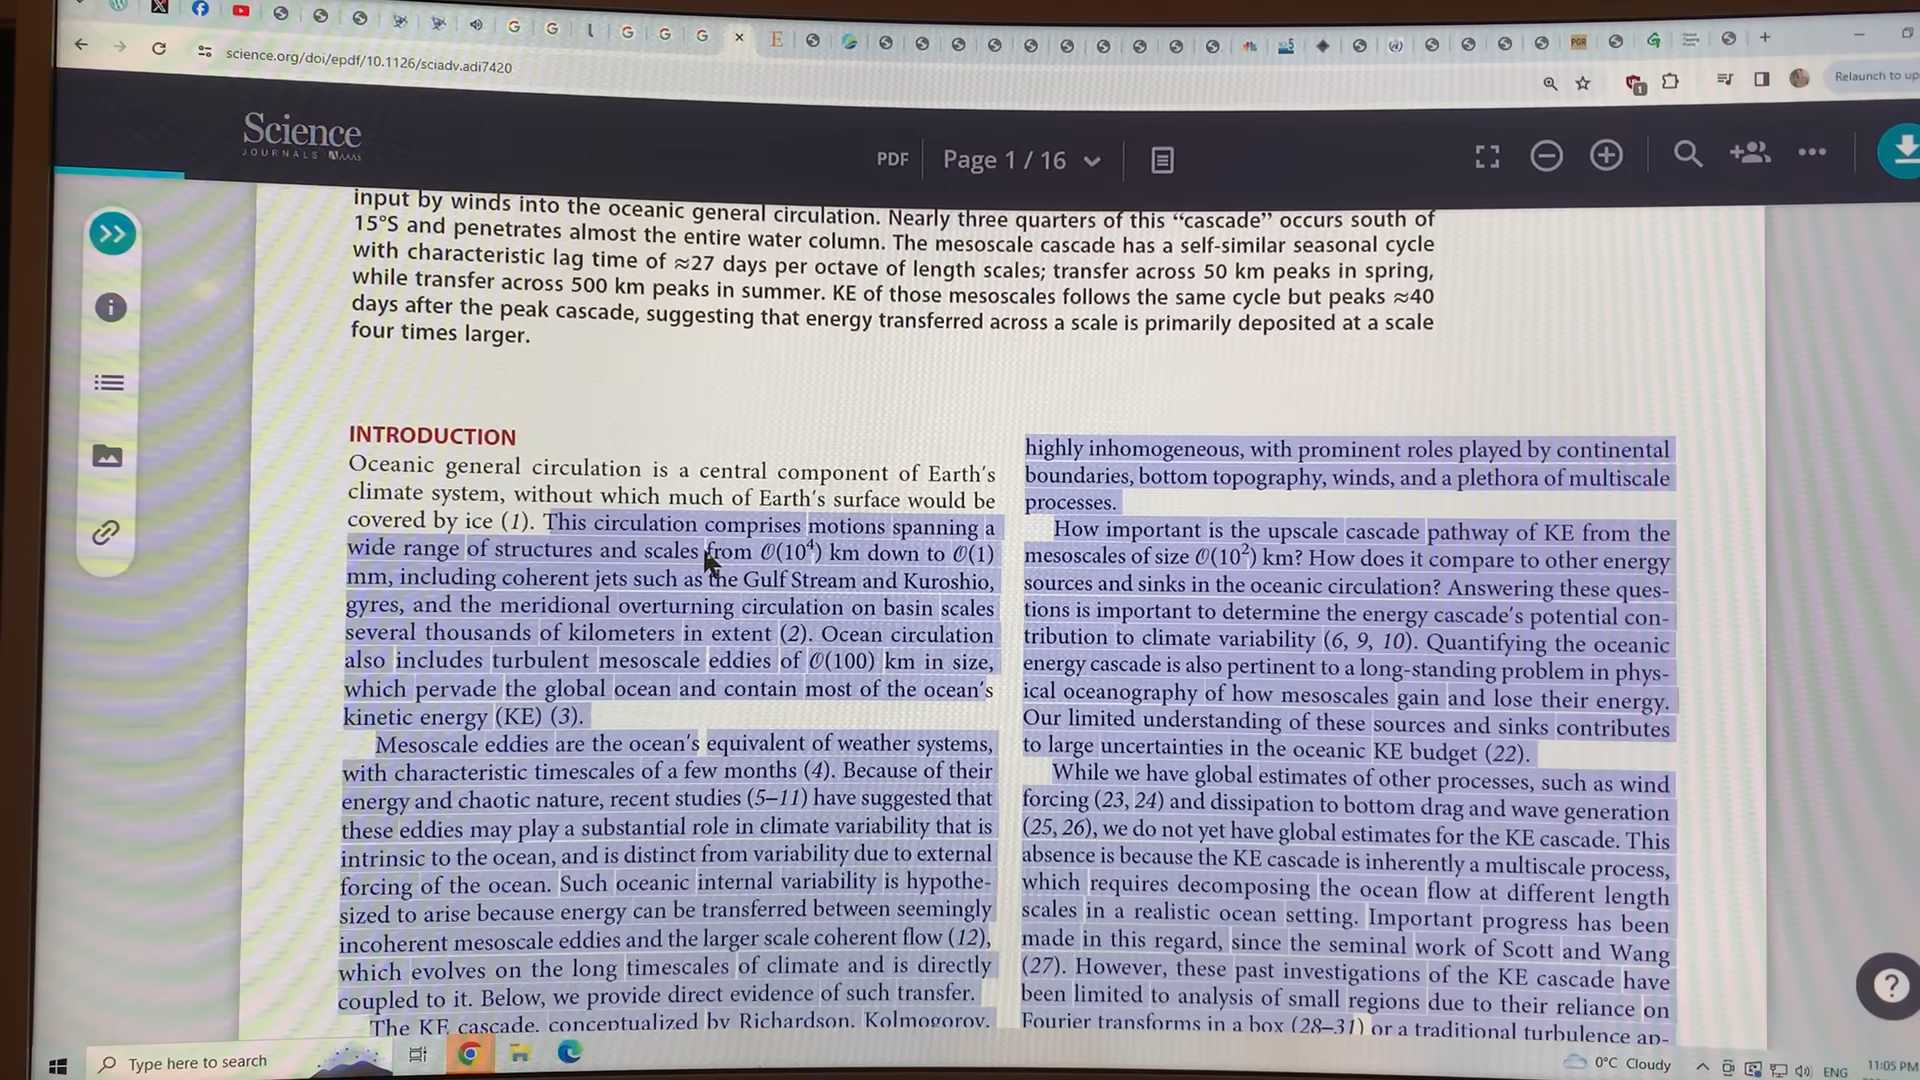 science.org/doi/epdf/10.1126/sciadv.adi7420
Relaunch to up
Science
JOURNALS AAAS
PDF
Page 1 / 16
input by winds into the oceanic general circulation. Nearly three quarters of this “cascade” occurs south of
15°S and penetrates almost the entire water column. The mesoscale cascade has a self-similar seasonal cycle
with characteristic lag time of ≈27 days per octave of length scales; transfer across 50 km peaks in spring,
while transfer across 500 km peaks in summer. KE of those mesoscales follows the same cycle but peaks ≈40
days after the peak cascade, suggesting that energy transferred across a scale is primarily deposited at a scale
four times larger.
INTRODUCTION
Oceanic general circulation is a central component of Earth's
climate system, without which much of Earth's surface would be
covered by ice (1). This circulation comprises motions spanning a
wide range of structures and scales from O(10⁴) km down to O(1)
mm, including coherent jets such as the Gulf Stream and Kuroshio,
gyres, and the meridional overturning circulation on basin scales
several thousands of kilometers in extent (2). Ocean circulation
also includes turbulent mesoscale eddies of O(100) km in size,
which pervade the global ocean and contain most of the ocean's
kinetic energy (KE) (3).
Mesoscale eddies are the ocean's equivalent of weather systems,
with characteristic timescales of a few months (4). Because of their
energy and chaotic nature, recent studies (5–11) have suggested that
these eddies may play a substantial role in climate variability that is
intrinsic to the ocean, and is distinct from variability due to external
forcing of the ocean. Such oceanic internal variability is hypothe-
sized to arise because energy can be transferred between seemingly
incoherent mesoscale eddies and the larger scale coherent flow (12),
which evolves on the long timescales of climate and is directly
coupled to it. Below, we provide direct evidence of such transfer.
The KE cascade, conceptualized by Richardson, Kolmogorov,
highly inhomogeneous, with prominent roles played by continental
boundaries, bottom topography, winds, and a plethora of multiscale
processes.
How important is the upscale cascade pathway of KE from the
mesoscales of size O(10²) km? How does it compare to other energy
sources and sinks in the oceanic circulation? Answering these ques-
tions is important to determine the energy cascade's potential con-
tribution to climate variability (6, 9, 10). Quantifying the oceanic
energy cascade is also pertinent to a long-standing problem in phys-
ical oceanography of how mesoscales gain and lose their energy.
Our limited understanding of these sources and sinks contributes
to large uncertainties in the oceanic KE budget (22).
While we have global estimates of other processes, such as wind
forcing (23, 24) and dissipation to bottom drag and wave generation
(25, 26), we do not yet have global estimates for the KE cascade. This
absence is because the KE cascade is inherently a multiscale process,
which requires decomposing the ocean flow at different length
scales in a realistic ocean setting. Important progress has been
made in this regard, since the seminal work of Scott and Wang
(27). However, these past investigations of the KE cascade have
been limited to analysis of small regions due to their reliance on
Fourier transforms in a box (28–31) or a traditional turbulence ap-
Type here to search
0°C Cloudy
ENG
11:05 PM